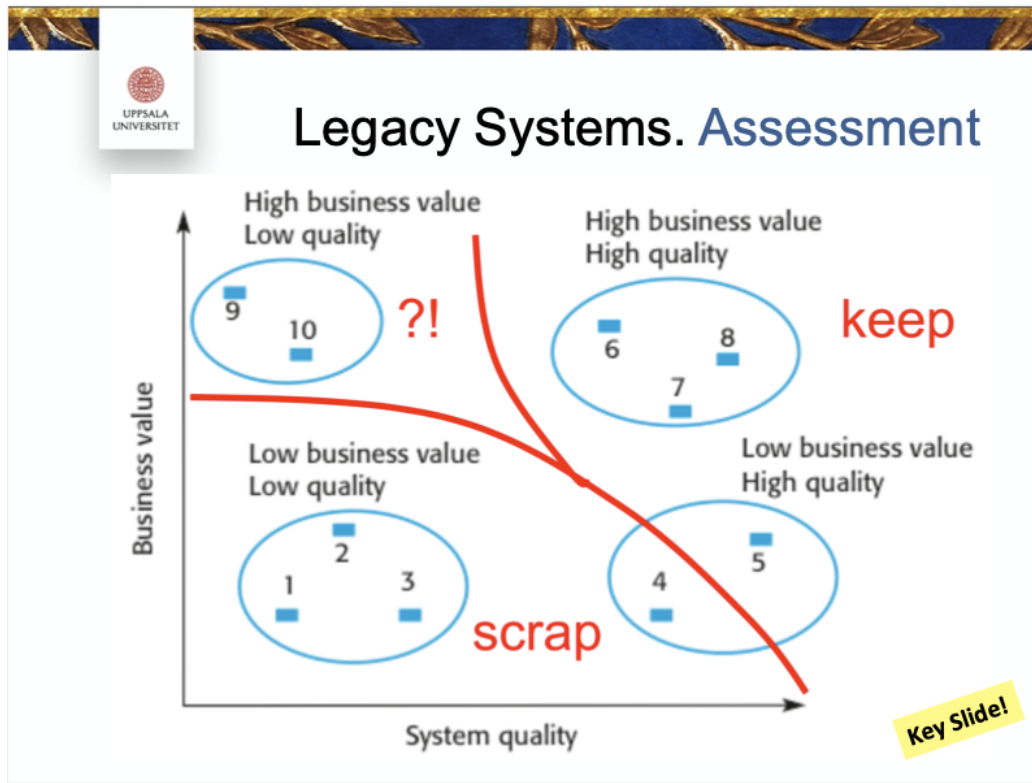 UPPSALA
UNIVERSITET
Legacy Systems. Assessment
High business value
Low quality
High business value
High quality
9
10
?!
6
8
7
keep
Business value
Low business value
Low quality
Low business value
High quality
1
2
3
4
5
scrap
System quality
Key Slide!